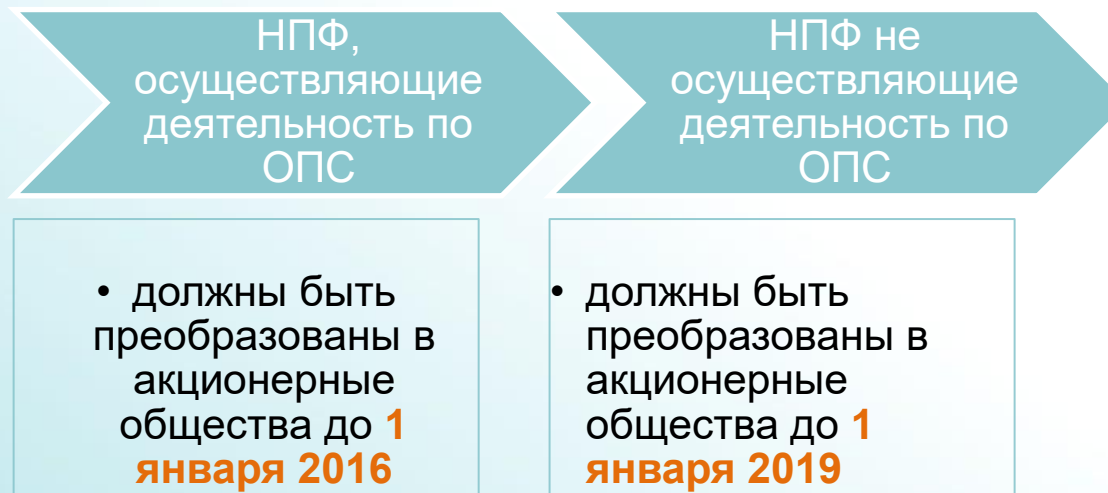 НПФ,
осуществляющие
деятельность по
ОПС
НПФ не
осуществляющие
деятельность по
ОПС
• должны быть
преобразованы в
акционерные
общества до 1
января 2016
• должны быть
преобразованы в
акционерные
общества до 1
января 2019